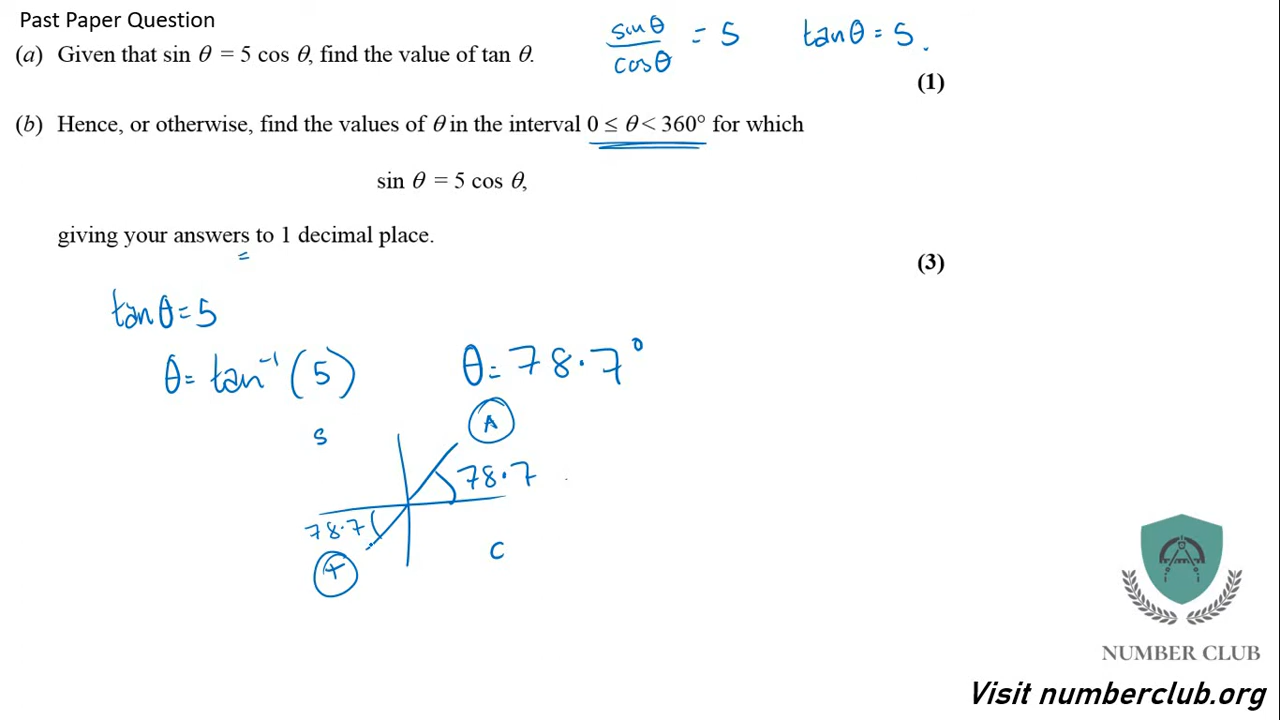 Past Paper Question
(a) Given that sin θ = 5 cos θ, find the value of tan θ.
sinθ/cosθ = 5 tanθ = 5.
(1)
(b) Hence, or otherwise, find the values of θ in the interval 0 ≤ θ < 360° for which
sin θ = 5 cos θ,
giving your answers to 1 decimal place.
(3)
tanθ = 5
θ = tan⁻¹ (5) θ = 78.7°
S A
78.7
78.7
T C
NUMBER CLUB
Visit numberclub.org